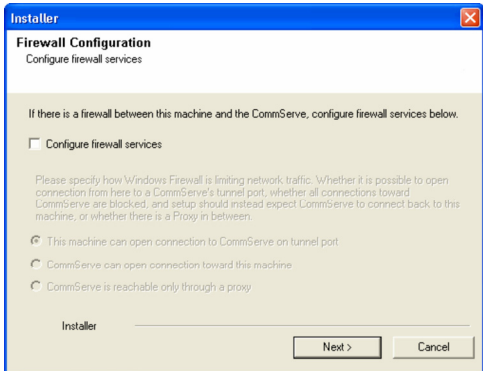 Installer
Firewall Configuration
Configure firewall services
If there is a firewall between this machine and the CommServe, configure firewall services below.
Configure firewall services
Please specify how Windows Firewall is limiting network traffic. Whether it is possible to open
connection from here to a CommServe's tunnel port, whether all connections toward
CommServe are blocked, and setup should instead expect CommServe to connect back to this
machine, or whether there is a Proxy in between.
This machine can open connection to CommServe on tunnel port
CommServe can open connection toward this machine
CommServe is reachable only through a proxy
Installer
Next >
Cancel